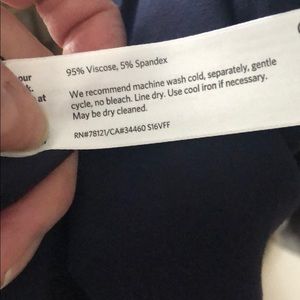 our
k.
at
95% Viscose, 5% Spandex
We recommend machine wash cold, separately, gentle
cycle, no bleach. Line dry. Use cool iron if necessary.
May be dry cleaned.
RN#78121/CA#34460 S16VFF